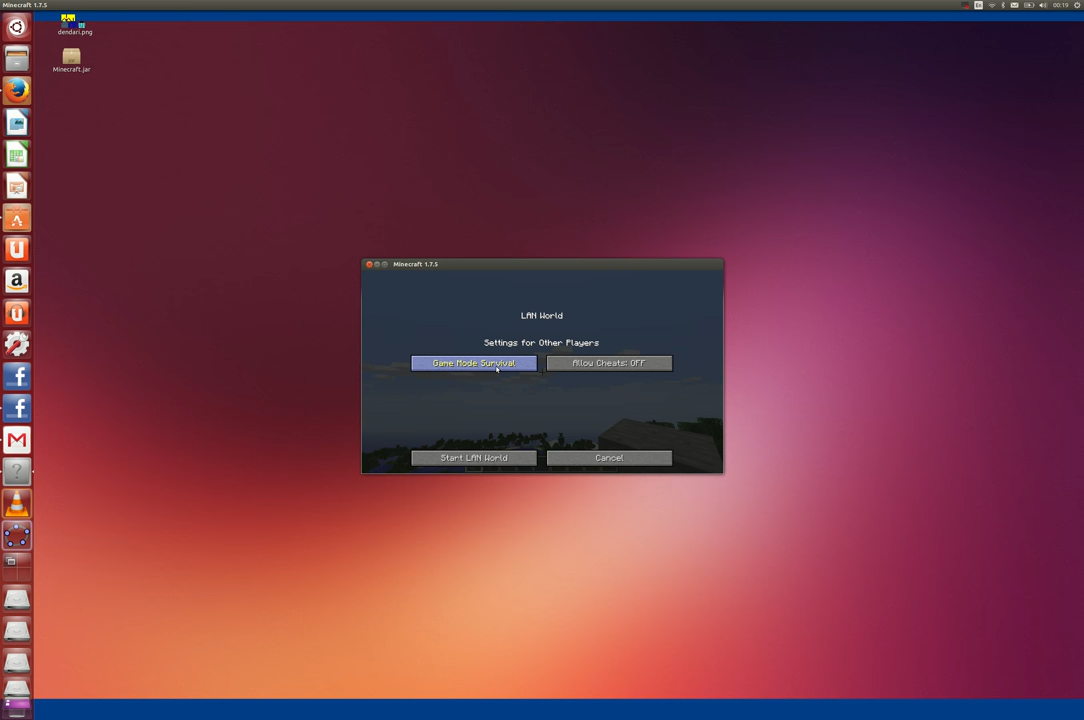 Minecraft 1.7.5
En
00:19
dendari.png
Minecraft.jar
Minecraft 1.7.5
LAN World
Settings for Other Players
Game Mode Survival
Allow Cheats: OFF
Start LAN World
Cancel